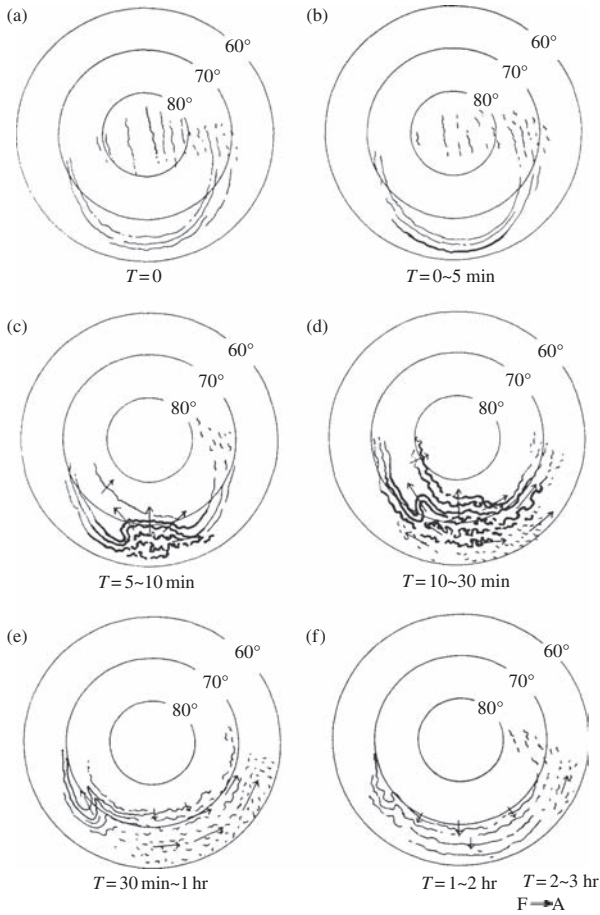 (a)
60°
70°
80°
T = 0
(b)
60°
70°
80°
T = 0~5 min
(c)
60°
70°
80°
T = 5~10 min
(d)
60°
70°
80°
T = 10~30 min
(e)
60°
70°
80°
T = 30 min~1 hr
(f)
60°
70°
80°
T = 1~2 hr T = 2~3 hr
F ⇒ A